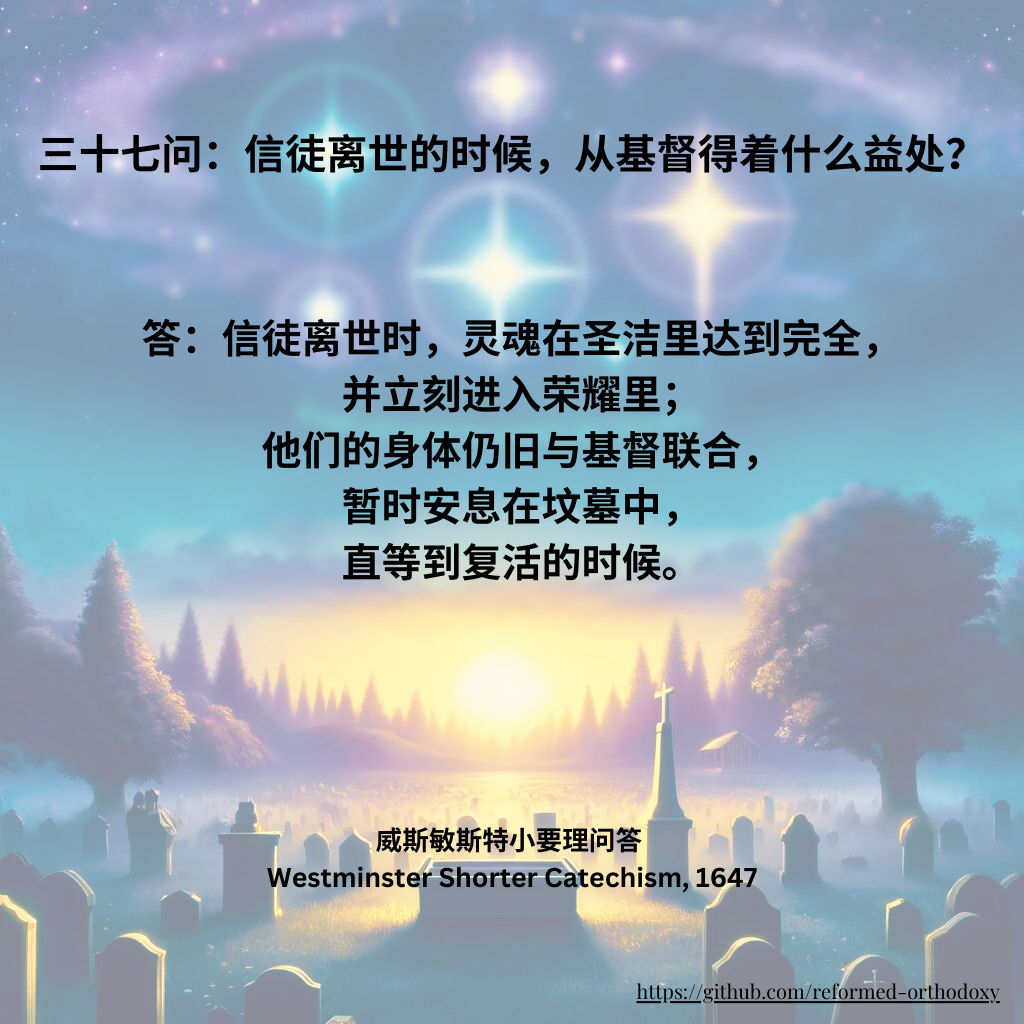 三十七问：信徒离世的时候，从基督得着什么益处？
答：信徒离世时，灵魂在圣洁里达到完全，
并立刻进入荣耀里；
他们的身体仍旧与基督联合，
暂时安息在坟墓中，
直等到复活的时候。
威斯敏斯特小要理问答
Westminster Shorter Catechism, 1647
https://github.com/reformed-orthodoxy